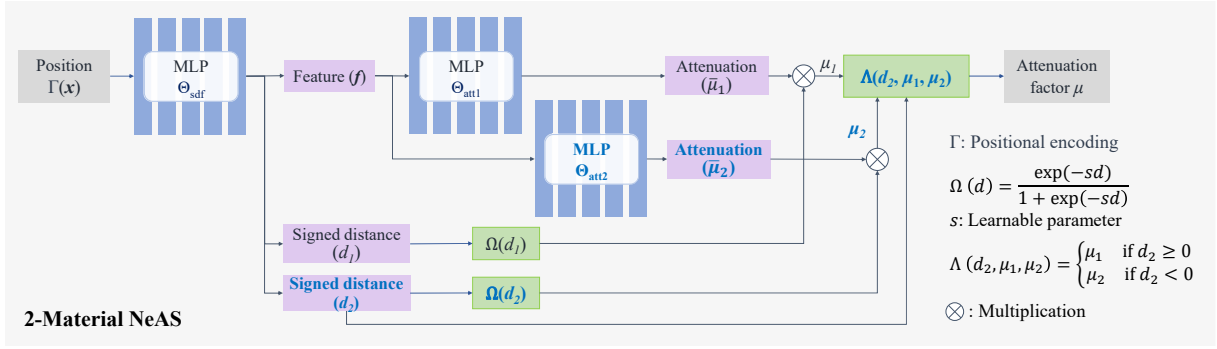 Position
Γ(x)
MLP
Θsdf
Feature (f)
MLP
Θatt1
Attenuation
(μ̄1)
μ1
Λ(d2, μ1, μ2)
Attenuation
factor μ
MLP
Θatt2
Attenuation
(μ̄2)
μ2
Signed distance
(d1)
Ω(d1)
Signed distance
(d2)
Ω(d2)
2-Material NeAS
Γ: Positional encoding
Ω (d) = exp(−sd) / 1 + exp(−sd)
s: Learnable parameter
Λ (d2, μ1, μ2) = { μ1 if d2 ≥ 0
μ2 if d2 < 0
⊗ : Multiplication